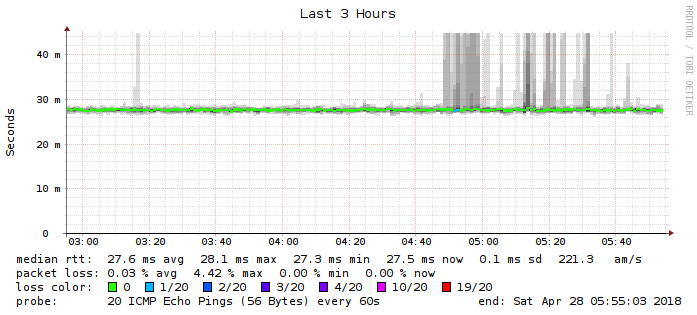 Last 3 Hours
RRDTOOL / TOBI OETIKER
Seconds
40 m
30 m
20 m
10 m
0
03:00 03:20 03:40 04:00 04:20 04:40 05:00 05:20 05:40
median rtt: 27.6 ms avg 28.1 ms max 27.3 ms min 27.5 ms now 0.1 ms sd 221.3 am/s
packet loss: 0.03 % avg 4.42 % max 0.00 % min 0.00 % now
loss color: 0 1/20 2/20 3/20 4/20 10/20 19/20
probe: 20 ICMP Echo Pings (56 Bytes) every 60s end: Sat Apr 28 05:55:03 2018